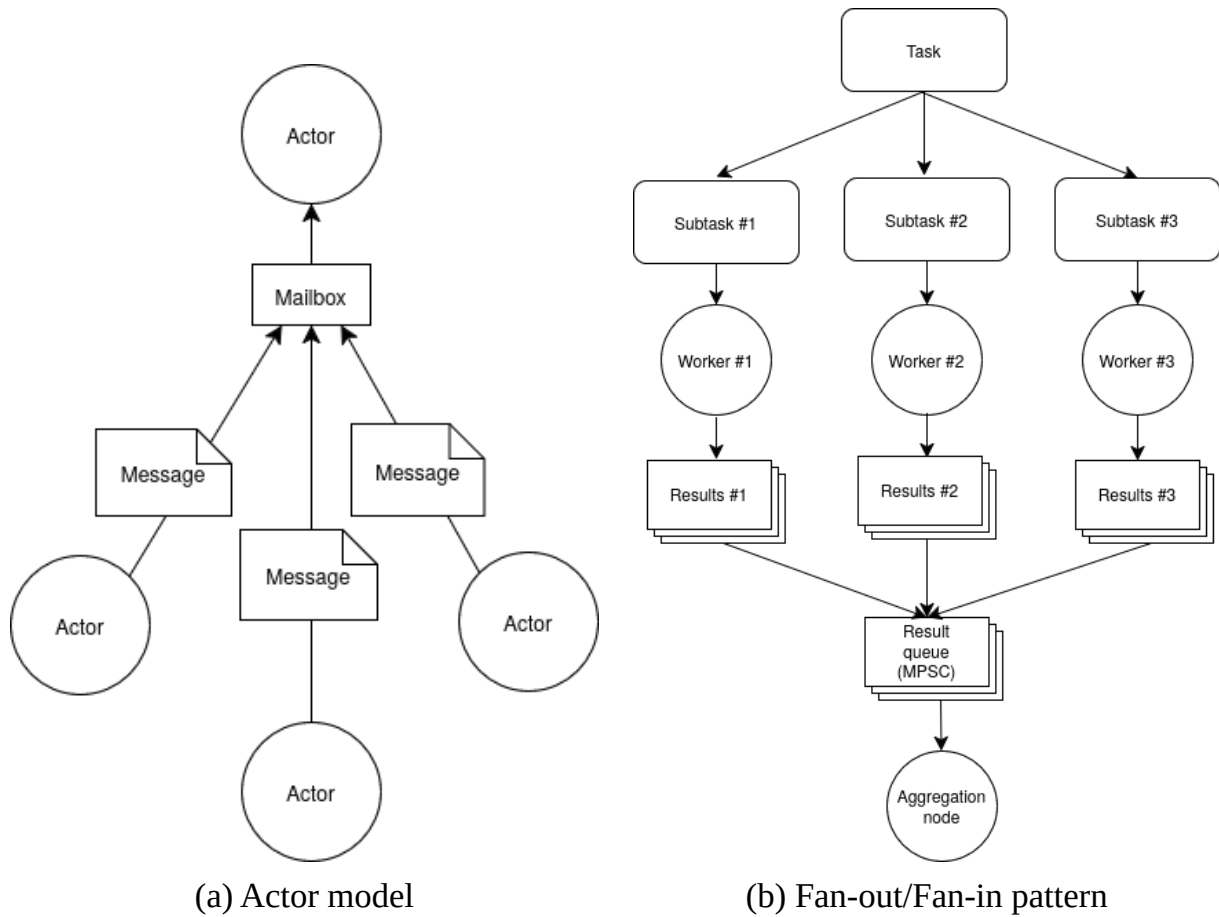 Actor
Mailbox
Message
Message
Message
Actor
Actor
Actor
(a) Actor model
Task
Subtask #1
Subtask #2
Subtask #3
Worker #1
Worker #2
Worker #3
Results #1
Results #2
Results #3
Result
queue
(MPSC)
Aggregation
node
(b) Fan-out/Fan-in pattern